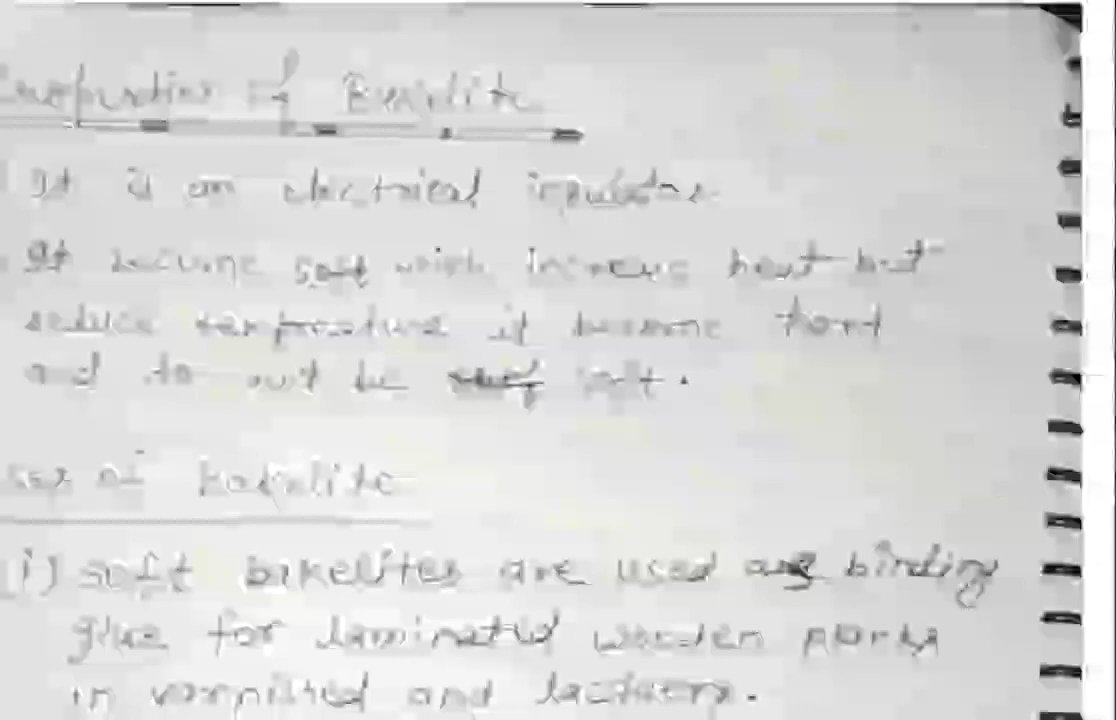 Properties of Bakelite
It is an electrical insulator
It become soft which increase heat but
reduce temperature it become hard
and do not be soft.
uses of bakelite
i) soft bakelites are used as binding
glue for laminated wooden planks
in varnished and lacquers.